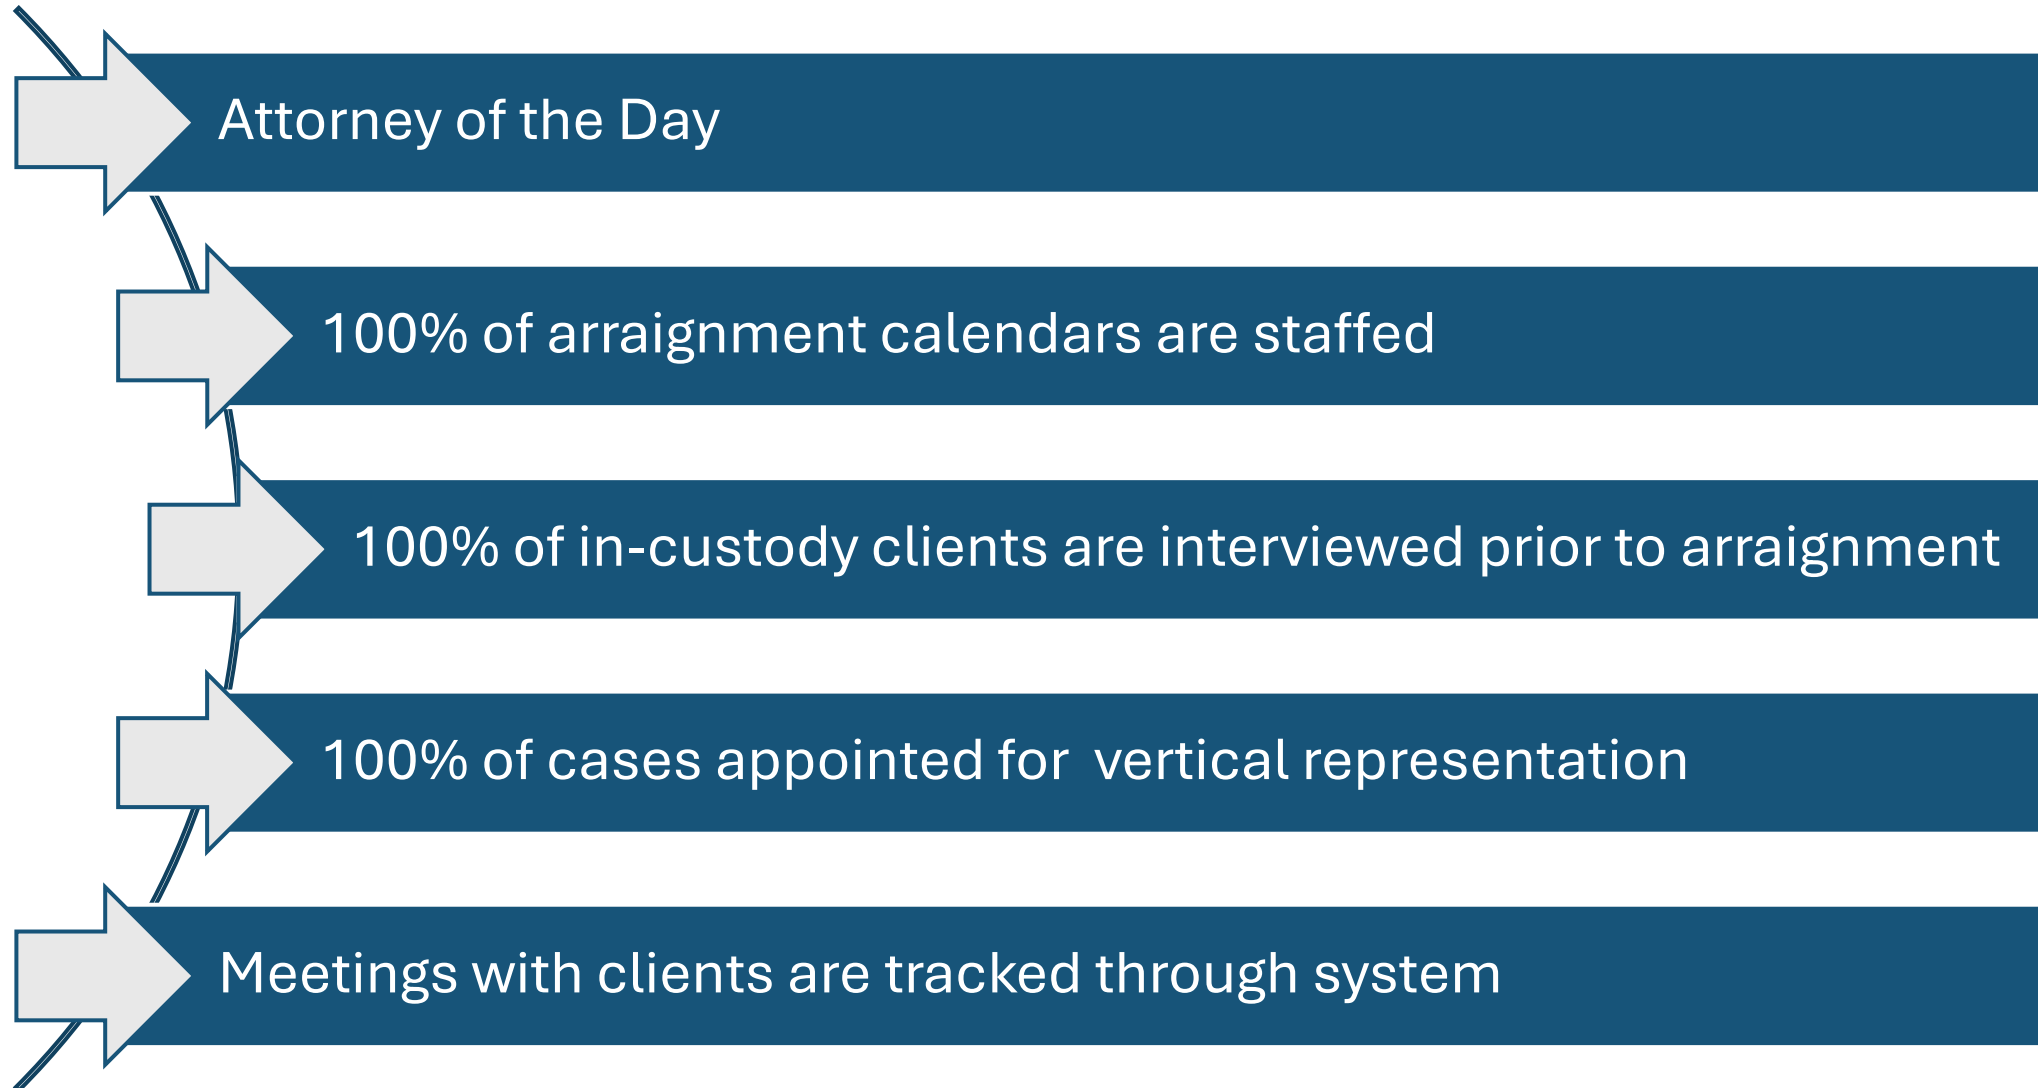 Attorney of the Day
100% of arraignment calendars are staffed
100% of in-custody clients are interviewed prior to arraignment
100% of cases appointed for  vertical representation
Meetings with clients are tracked through system